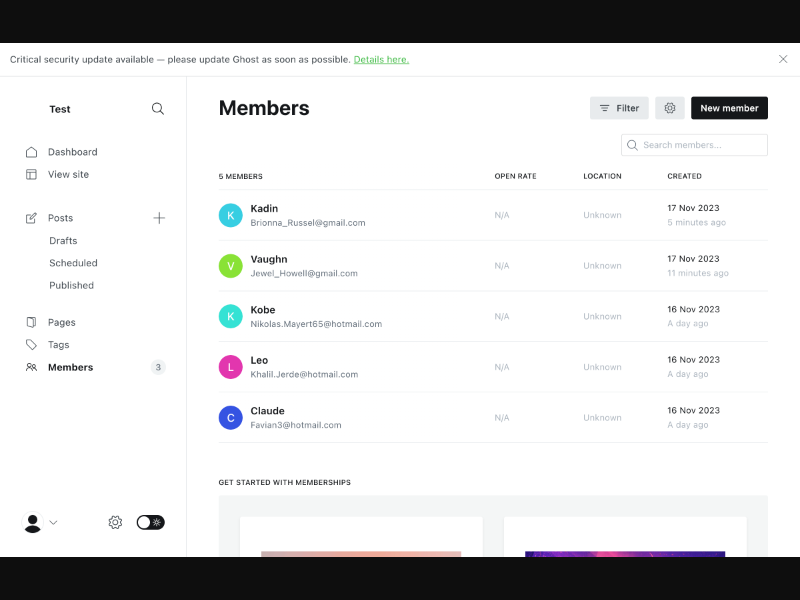 Critical security update available — please update Ghost as soon as possible. Details here.
Test
Dashboard
View site
Posts
Drafts
Scheduled
Published
Pages
Tags
Members 3
Members
Filter
New member
Search members...
5 MEMBERS OPEN RATE LOCATION CREATED
K Kadin N/A Unknown 17 Nov 2023
Brionna_Russel@gmail.com 5 minutes ago
V Vaughn N/A Unknown 17 Nov 2023
Jewel_Howell@gmail.com 11 minutes ago
K Kobe N/A Unknown 16 Nov 2023
Nikolas.Mayert65@hotmail.com A day ago
L Leo N/A Unknown 16 Nov 2023
Khalil.Jerde@hotmail.com A day ago
C Claude N/A Unknown 16 Nov 2023
Favian3@hotmail.com A day ago
GET STARTED WITH MEMBERSHIPS